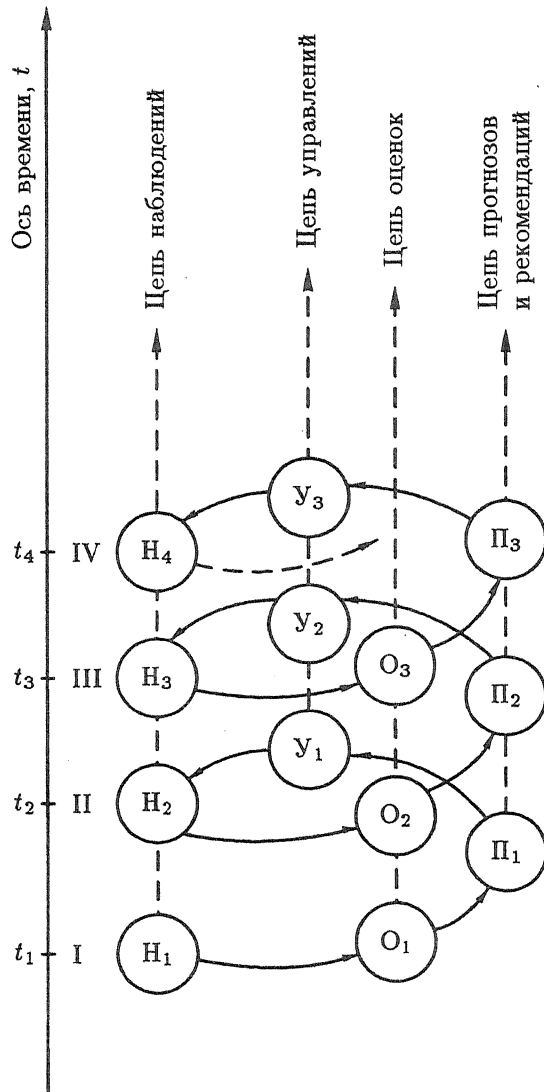 Ось времени, t
Цепь наблюдений
Цепь управлений
Цепь оценок
Цепь прогнозов
и рекомендаций
t₄ IV Н₄ У₃ П₃
t₃ III Н₃ У₂ О₃ П₂
t₂ II Н₂ У₁ О₂ П₁
t₁ I Н₁ О₁